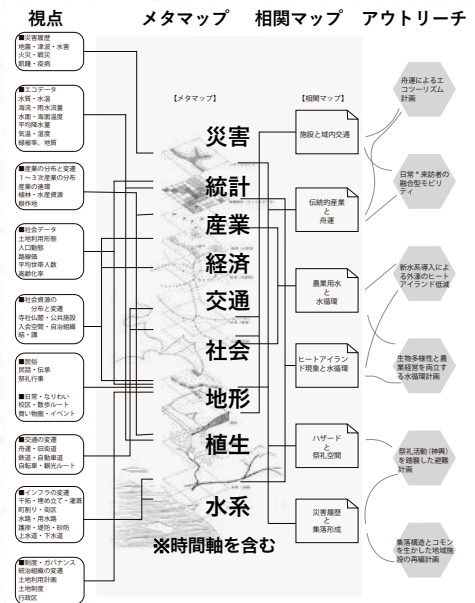 視点
メタマップ
相関マップ
アウトリーチ
■災害履歴
地震・津波・水害
火災・戦災
飢饉・疫病
■エコデータ
水質・水温
海流・雨水流量
水面・海面温度
平均降水量
気温・湿度
緑被率、地質
■産業の分布と変遷
1〜3次産業の分布
産業の連環
植林・水産資源
耕作地
■社会データ
土地利用形態
人口動態
路線価
平均世帯人数
高齢化率
■社会資源の
分布と変遷
寺社仏閣・公共施設
入会空間・自治組織
結・講
■民俗
民話・伝承
祭礼行事
■日常・なりわい
校区・散歩ルート
買い物圏・イベント
■交通の変遷
舟運・旧街道
鉄道・自動車道
自転車・観光ルート
■インフラの変遷
干拓・埋め立て・灌漑
町割り・街区
水路・用水路
護岸・堤防・砂防
上水道・下水道
■制度・ガバナンス
統治組織の変遷
土地利用計画
土地制度
行政区
【メタマップ】
災害
統計
産業
経済
交通
社会
地形
植生
水系
※時間軸を含む
【相関マップ】
施設と域内交通
伝統的産業
と
舟運
農業用水
と
水循環
ヒートアイラン
ド現象と水循環
ハザード
と
祭礼空間
災害履歴
と
集落形成
舟運によるエ
コツーリズム
計画
日常*来訪者の
融合型モビリ
ティ
新水系導入によ
る外濠のヒート
アイランド低減
生物多様性と農
業経営を両立す
る水循環計画
祭礼活動(神輿)
を踏襲した避難
計画
集落構造とコモン
を生かした地域施
設の再編計画